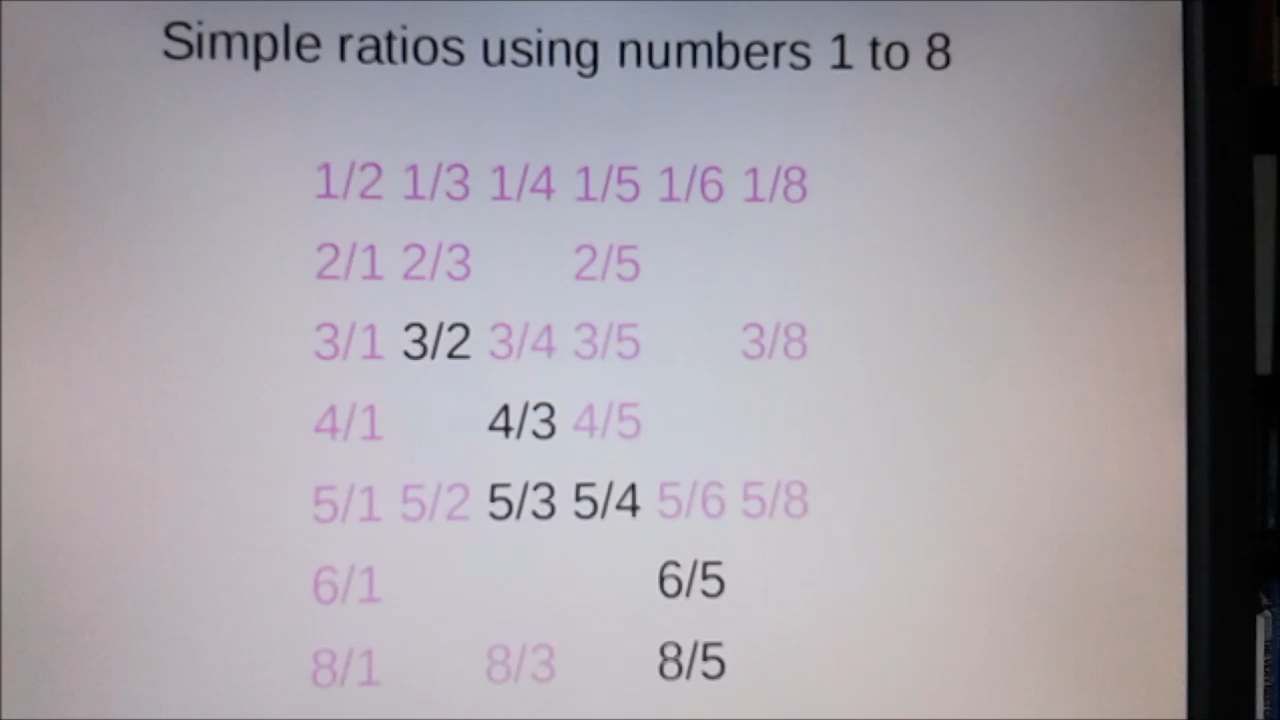 Simple ratios using numbers 1 to 8
1/2 1/3 1/4 1/5 1/6 1/8
2/1 2/3 2/5
3/1 3/2 3/4 3/5 3/8
4/1 4/3 4/5
5/1 5/2 5/3 5/4 5/6 5/8
6/1 6/5
8/1 8/3 8/5